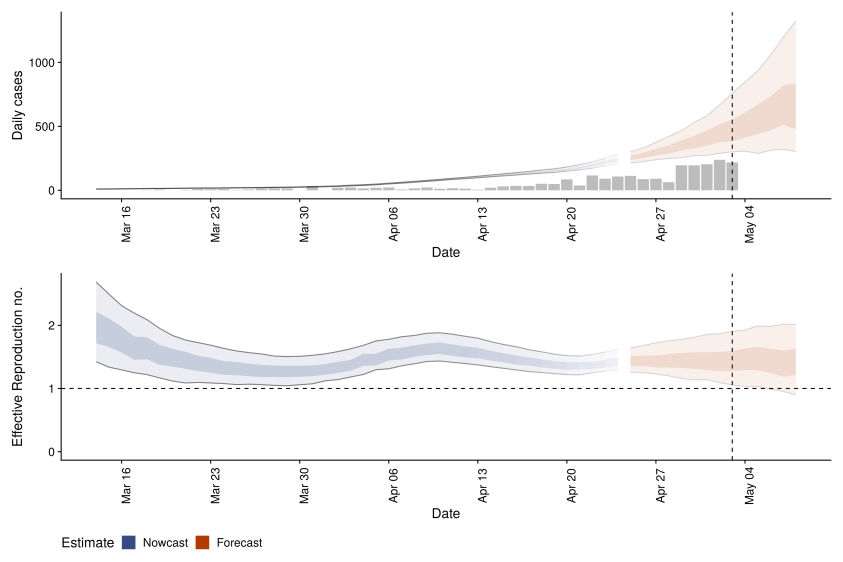 Daily cases
1000
500
0
Mar 16
Mar 23
Mar 30
Apr 06
Apr 13
Apr 20
Apr 27
May 04
Date
Effective Reproduction no.
2
1
0
Mar 16
Mar 23
Mar 30
Apr 06
Apr 13
Apr 20
Apr 27
May 04
Date
Estimate Nowcast Forecast